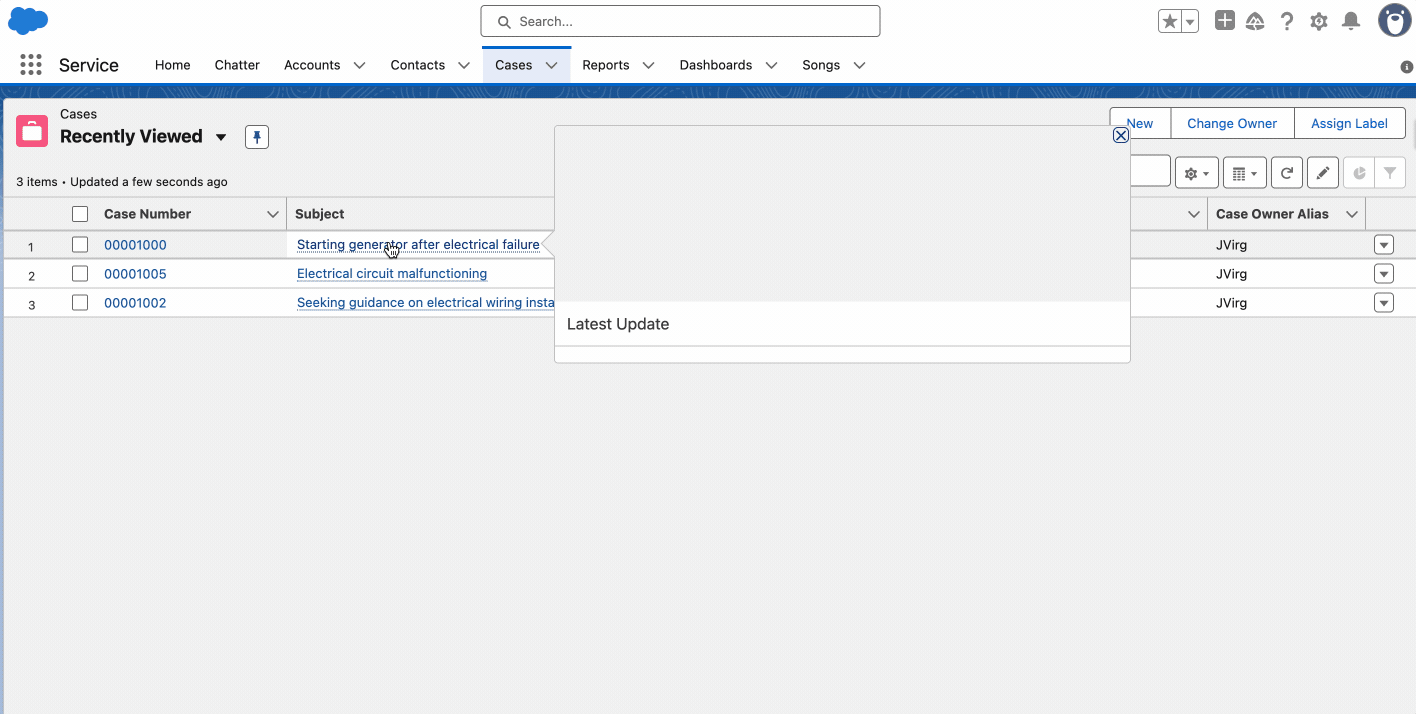 Search...
Service Home Chatter Accounts Contacts Cases Reports Dashboards Songs
Cases
Recently Viewed
New Change Owner Assign Label
3 items • Updated a few seconds ago
Case Number Subject Case Owner Alias
1 00001000 Starting generator after electrical failure JVirg
2 00001005 Electrical circuit malfunctioning JVirg
3 00001002 Seeking guidance on electrical wiring insta JVirg
Latest Update